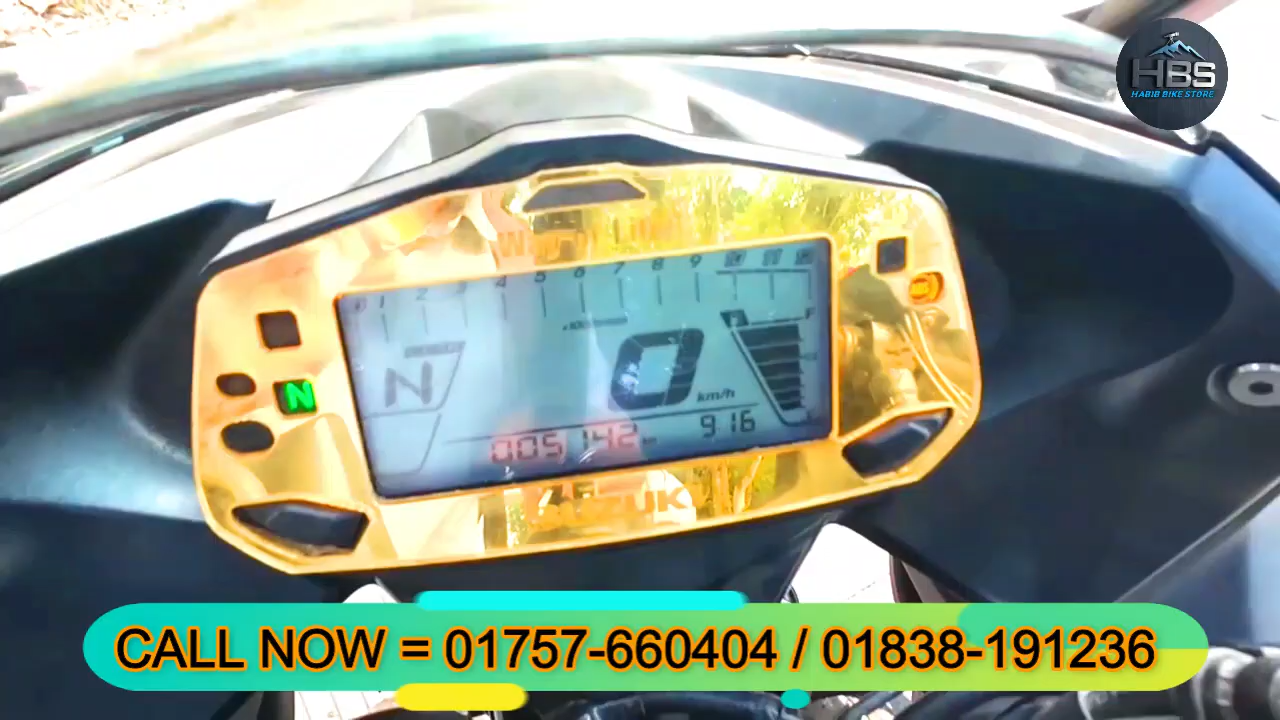 HBS
HABIB BIKE STORE
1 2 3 4 5 6 7 8 9 10 11 12
N
N
0
km/h
F
005142
9:16
SUZUKI
CALL NOW = 01757-660404 / 01838-191236